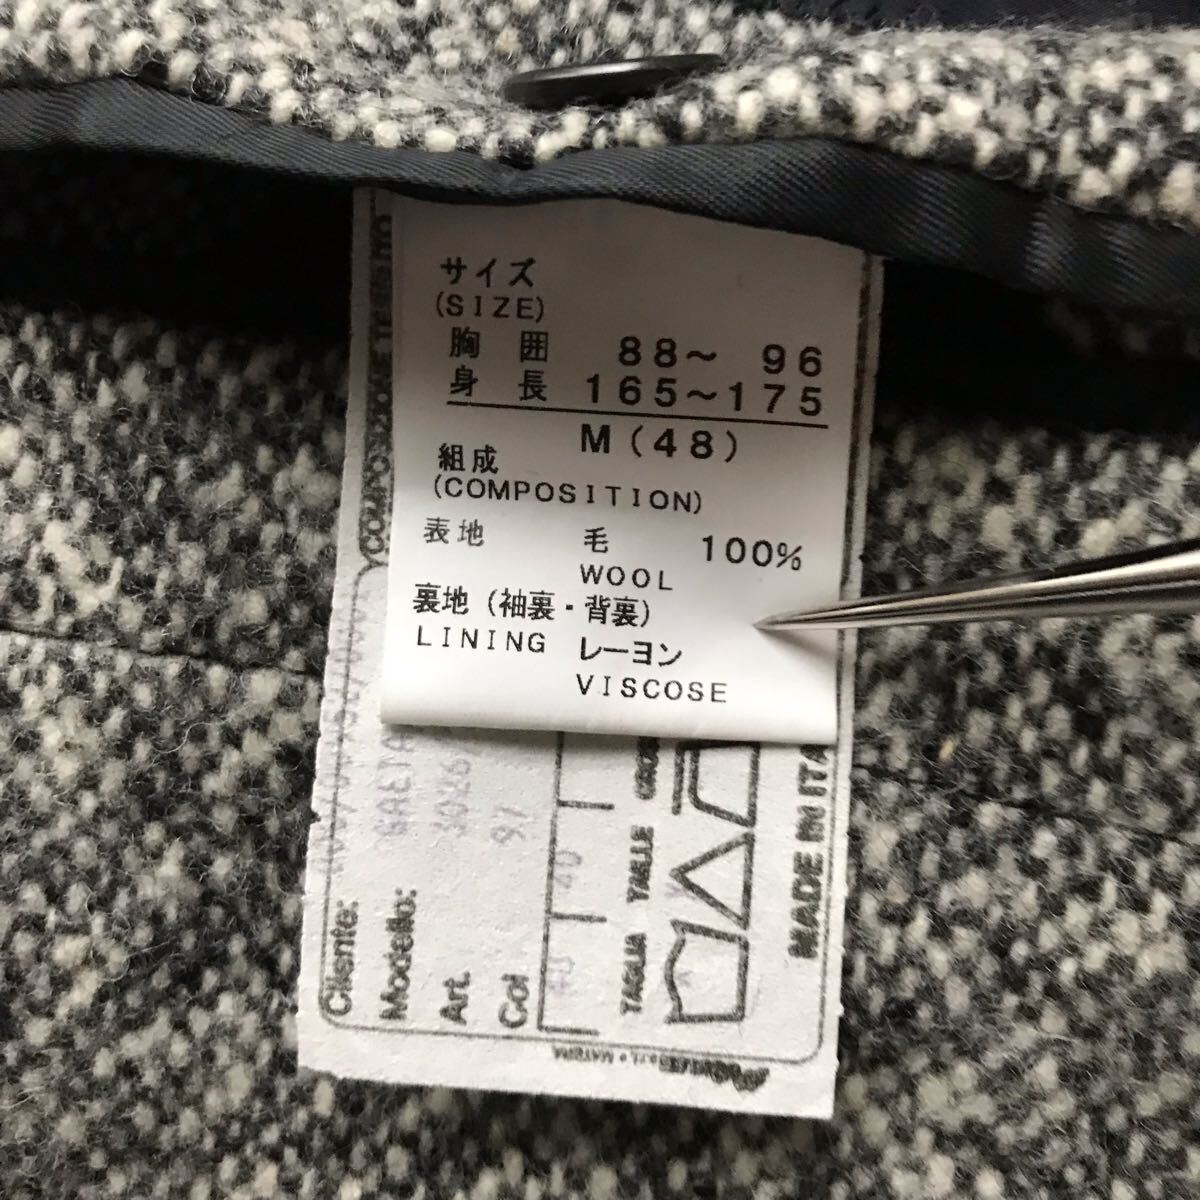 サイズ
(SIZE)
胸 囲 88～ 96
身 長 165～175
M(48)
組成
(COMPOSITION)
表地 毛 100%
WOOL
裏地(袖裏・背裏)
LINING レーヨン
VISCOSE
Cliente:
Modello:
Art.
Col 97
TAGLIA TAILLE
MADE IN ITA